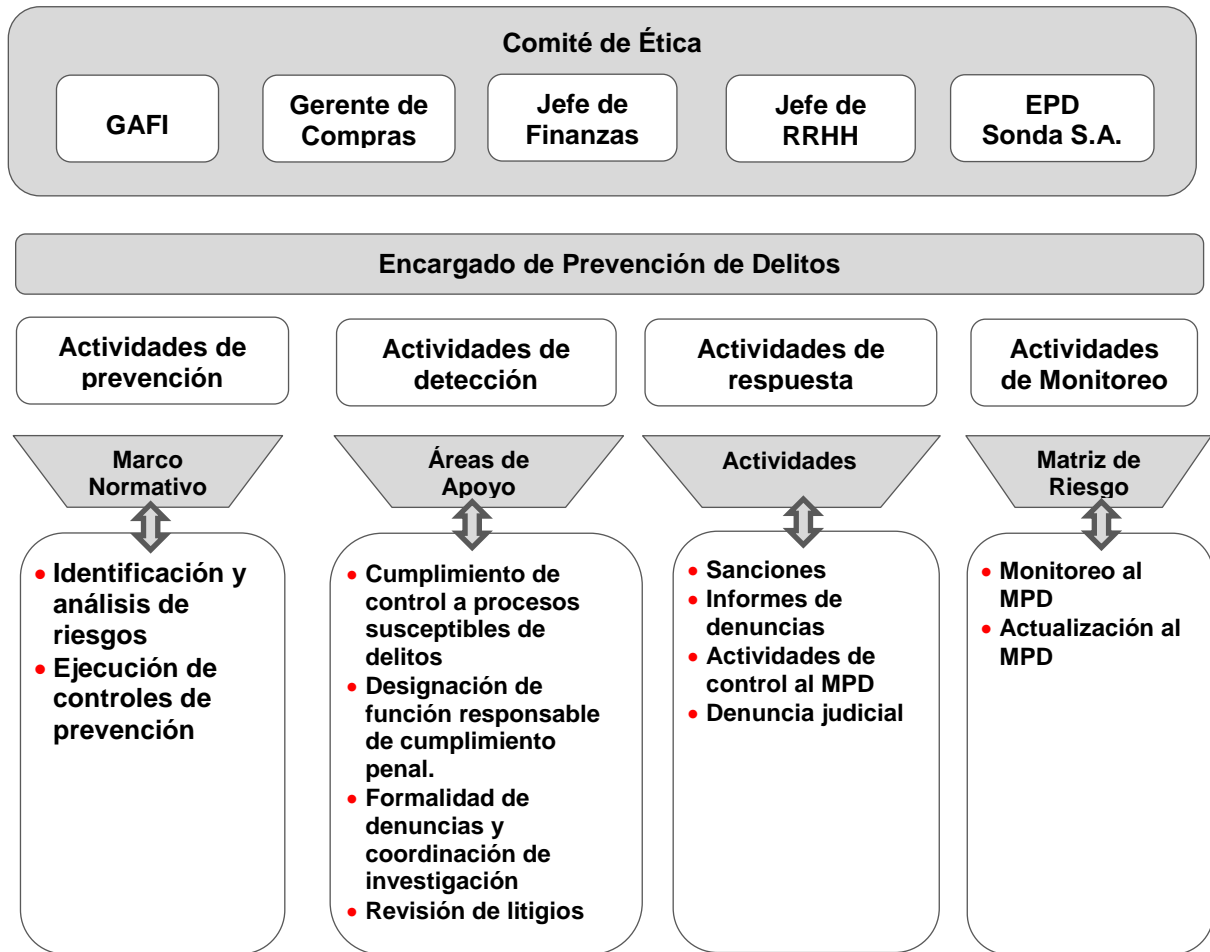 Comité de Ética
GAFI
Gerente de
Compras
Jefe de
Finanzas
Jefe de
RRHH
EPD
Sonda S.A.
Encargado de Prevención de Delitos
Actividades de
prevención
Actividades de
detección
Actividades de
respuesta
Actividades
de Monitoreo
Marco
Normativo
Áreas de
Apoyo
Actividades
Matriz de
Riesgo
• Identificación y
análisis de
riesgos
• Ejecución de
controles de
prevención
• Cumplimiento de
control a procesos
susceptibles de
delitos
• Designación de
función responsable
de cumplimiento
penal.
• Formalidad de
denuncias y
coordinación de
investigación
• Revisión de litigios
• Sanciones
• Informes de
denuncias
• Actividades de
control al MPD
• Denuncia judicial
• Monitoreo al
MPD
• Actualización al
MPD